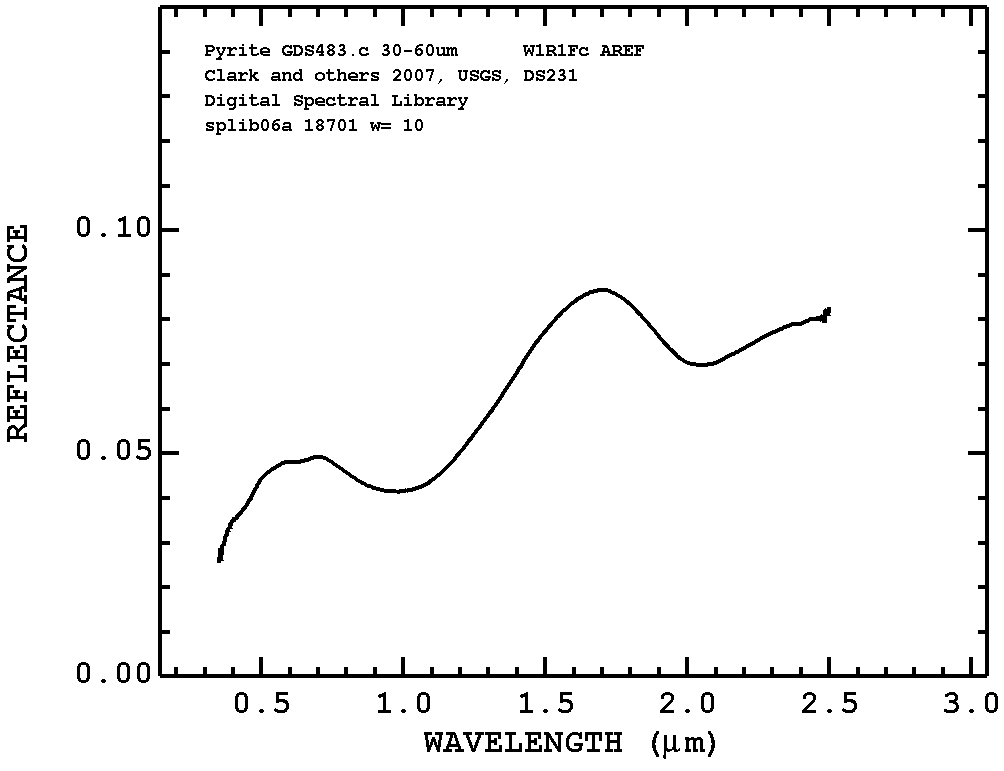 Pyrite GDS483.c 30-60um W1R1Fc AREF
Clark and others 2007, USGS, DS231
Digital Spectral Library
splib06a 18701 w= 10
REFLECTANCE
0.10
0.05
0.00
0.5 1.0 1.5 2.0 2.5 3.0
WAVELENGTH (μm)